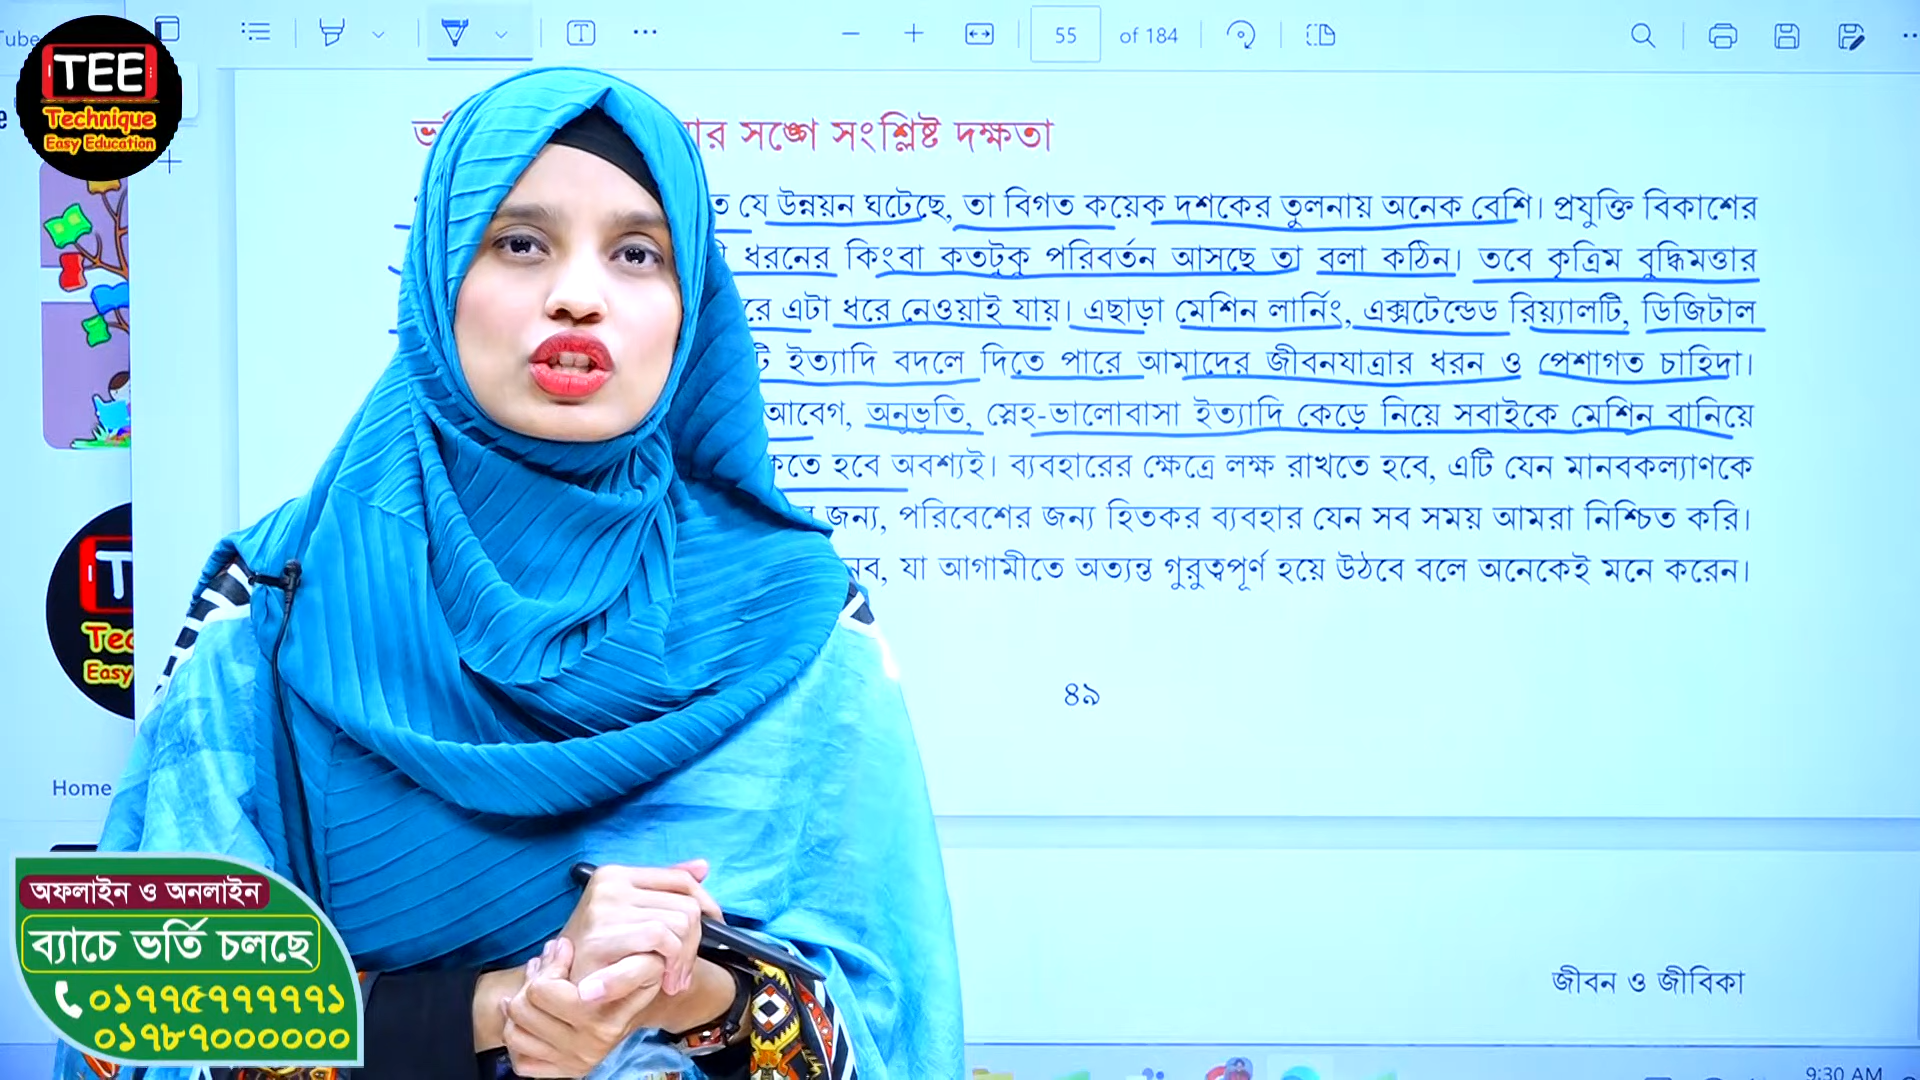 TEE
Technique
Easy Education
55 of 184
র সঙ্গে সংশ্লিষ্ট দক্ষতা
যে উন্নয়ন ঘটেছে, তা বিগত কয়েক দশকের তুলনায় অনেক বেশি। প্রযুক্তি বিকাশের
ধরনের কিংবা কতটুকু পরিবর্তন আসছে তা বলা কঠিন। তবে কৃত্রিম বুদ্ধিমত্তার
রে এটা ধরে নেওয়াই যায়। এছাড়া মেশিন লার্নিং, এক্সটেন্ডেড রিয়্যালটি, ডিজিটাল
টি ইত্যাদি বদলে দিতে পারে আমাদের জীবনযাত্রার ধরন ও পেশাগত চাহিদা।
আবেগ, অনুভূতি, স্নেহ-ভালোবাসা ইত্যাদি কেড়ে নিয়ে সবাইকে মেশিন বানিয়ে
কতে হবে অবশ্যই। ব্যবহারের ক্ষেত্রে লক্ষ রাখতে হবে, এটি যেন মানবকল্যাণকে
জন্য, পরিবেশের জন্য হিতকর ব্যবহার যেন সব সময় আমরা নিশ্চিত করি।
নব, যা আগামীতে অত্যন্ত গুরুত্বপূর্ণ হয়ে উঠবে বলে অনেকেই মনে করেন।
৪৯
Home
জীবন ও জীবিকা
অফলাইন ও অনলাইন
ব্যাচে ভর্তি চলছে
০১৭৭৫৭৭৭৭৭১
০১৭৮৭০০০০০০
9:30 AM